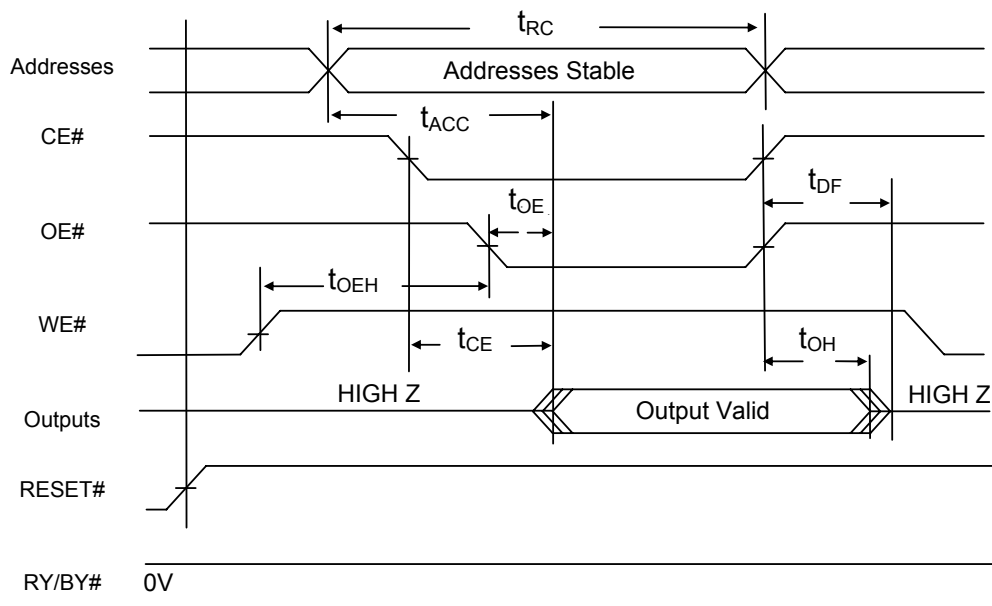 tRC
Addresses
Addresses Stable
tACC
CE#
tDF
tOE
OE#
tOEH
WE#
tCE
tOH
HIGH Z
HIGH Z
Output Valid
Outputs
RESET#
RY/BY#
0V